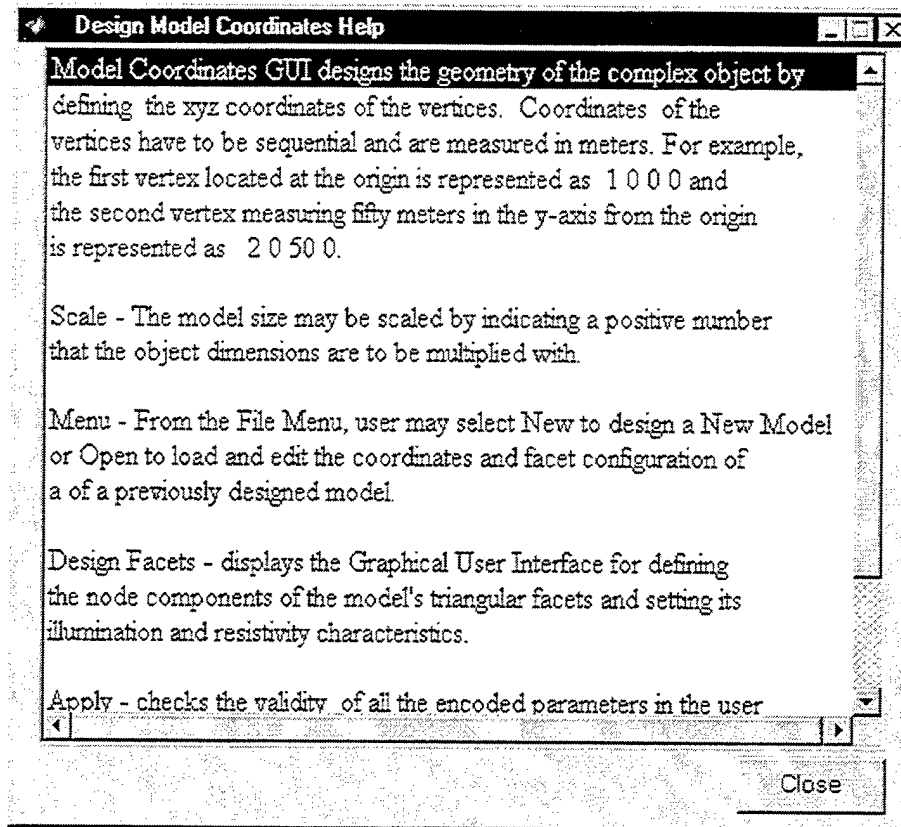 Design Model Coordinates Help
Model Coordinates GUI designs the geometry of the complex object by
defining the xyz coordinates of the vertices. Coordinates of the
vertices have to be sequential and are measured in meters. For example,
the first vertex located at the origin is represented as 1 0 0 0 and
the second vertex measuring fifty meters in the y-axis from the origin
is represented as 2 0 50 0.
Scale - The model size may be scaled by indicating a positive number
that the object dimensions are to be multiplied with.
Menu - From the File Menu, user may select New to design a New Model
or Open to load and edit the coordinates and facet configuration of
a of a previously designed model.
Design Facets - displays the Graphical User Interface for defining
the node components of the model's triangular facets and setting its
illumination and resistivity characteristics.
Apply - checks the validity of all the encoded parameters in the user
Close